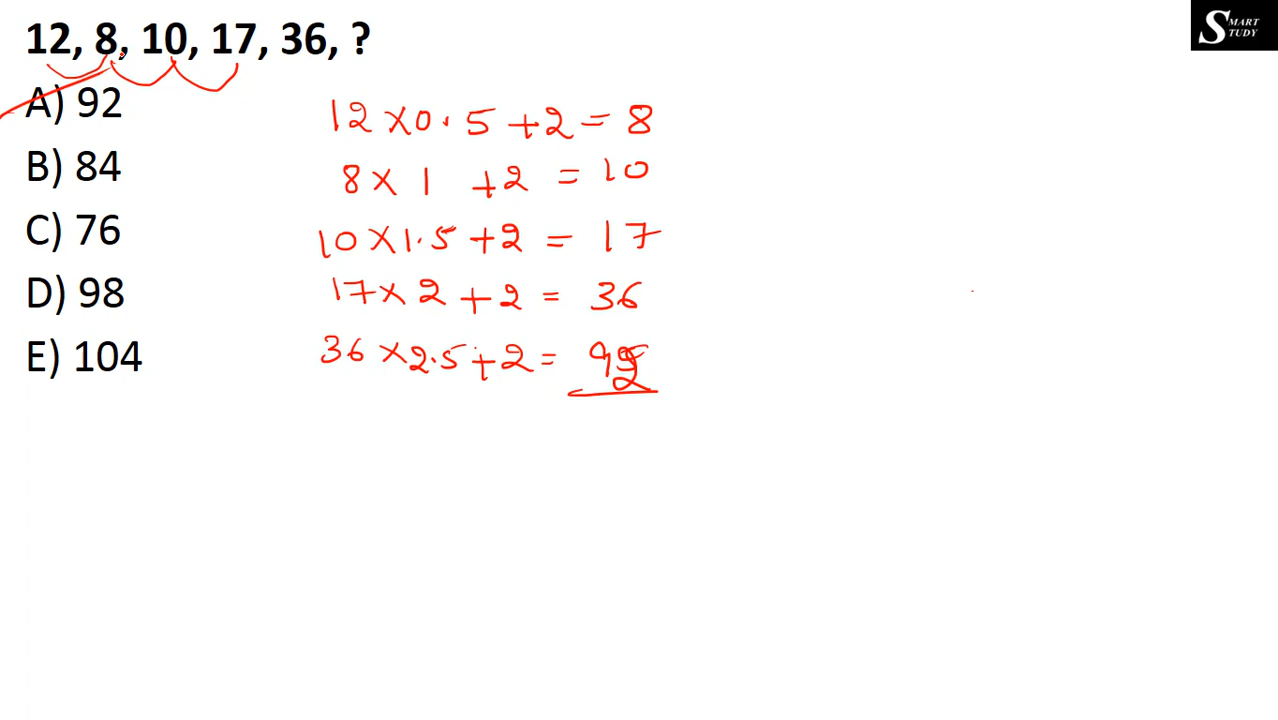 12, 8, 10, 17, 36, ?
SMART STUDY
A) 92
B) 84
C) 76
D) 98
E) 104
12 × 0.5 + 2 = 8
8 × 1 + 2 = 10
10 × 1.5 + 2 = 17
17 × 2 + 2 = 36
36 × 2.5 + 2 = 92